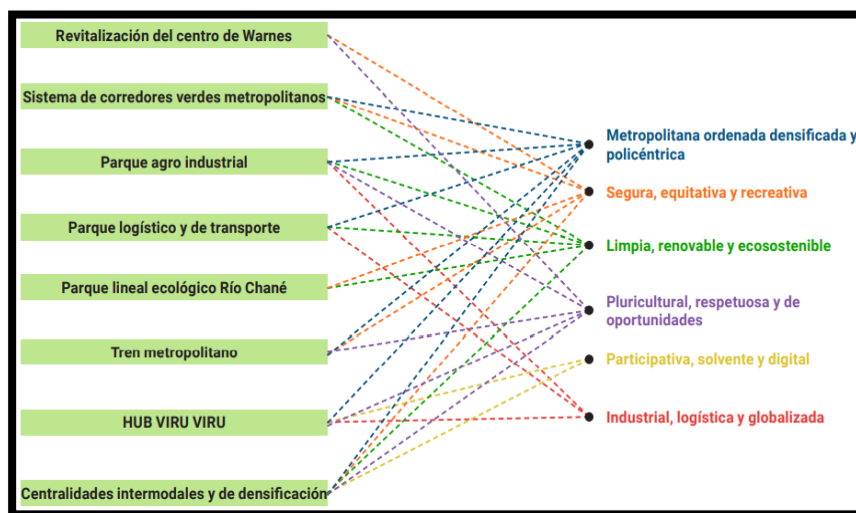 Revitalización del centro de Warnes
Sistema de corredores verdes metropolitanos
Parque agro industrial
Parque logístico y de transporte
Parque lineal ecológico Río Chané
Tren metropolitano
HUB VIRU VIRU
Centralidades intermodales y de densificación
Metropolitana ordenada densificada y
policéntrica
Segura, equitativa y recreativa
Limpia, renovable y ecosostenible
Pluricultural, respetuosa y de
oportunidades
Participativa, solvente y digital
Industrial, logística y globalizada